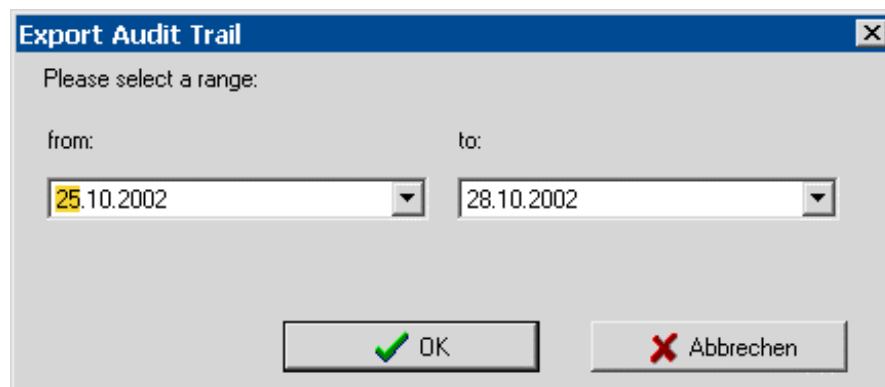 Export Audit Trail
Please select a range:
from: to:
25.10.2002 28.10.2002
OK Abbrechen